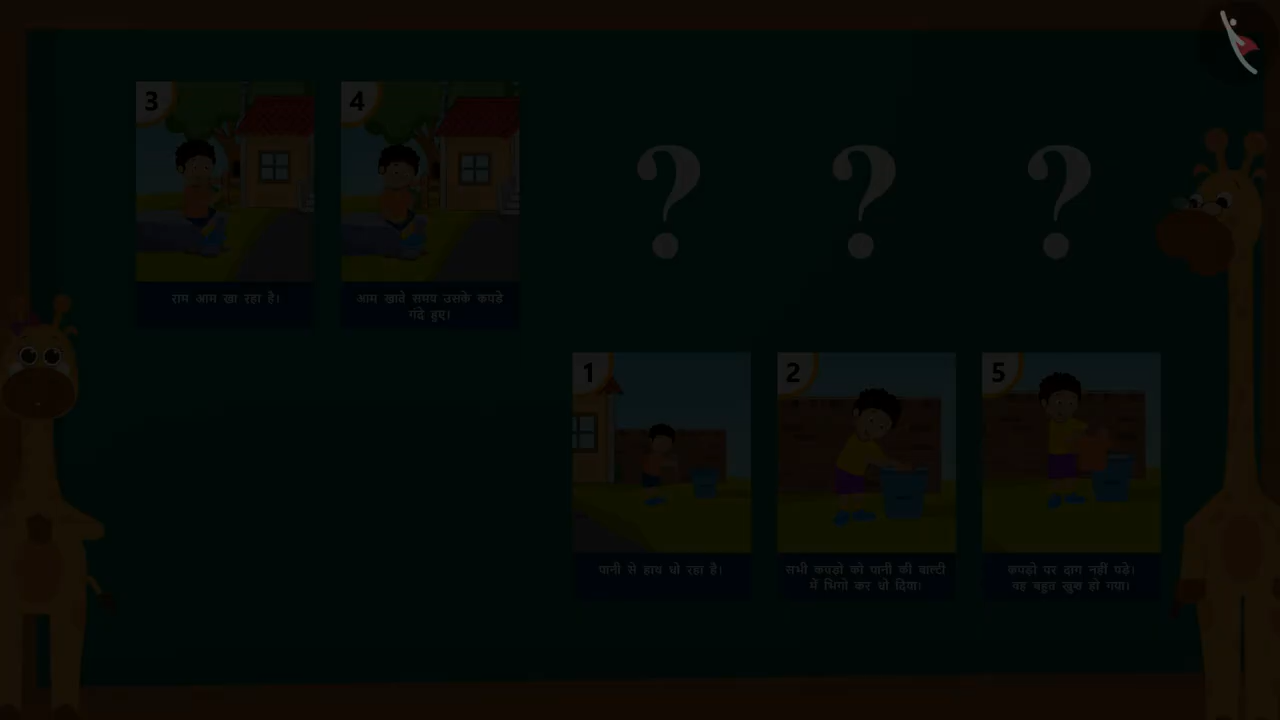 3
राम आम खा रहा है।
4
आम खाते समय उसके कपडे
गंदे हुए।
? ? ?
1
पानी से हाथ धो रहा है।
2
सभी कपड़ो को पानी की बाल्टी
में भिगो कर धो दिया।
5
कपड़ो पर दाग नहीं पड़े।
वह बहुत खुश हो गया।